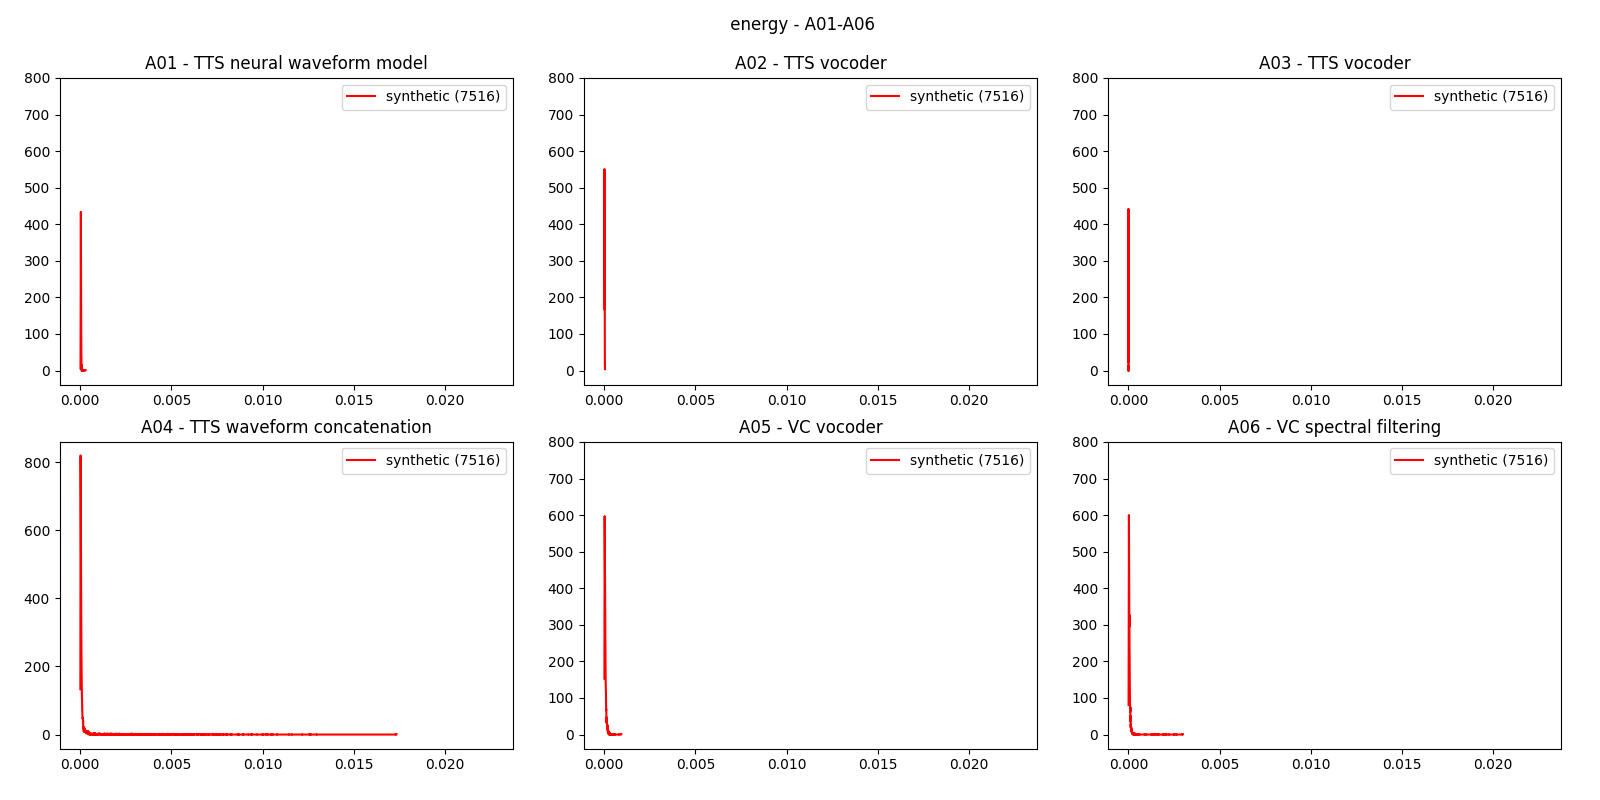 energy - A01-A06
A01 - TTS neural waveform model
800
700
600
500
400
300
200
100
0
synthetic (7516)
0.000 0.005 0.010 0.015 0.020
A02 - TTS vocoder
800
700
600
500
400
300
200
100
0
synthetic (7516)
0.000 0.005 0.010 0.015 0.020
A03 - TTS vocoder
800
700
600
500
400
300
200
100
0
synthetic (7516)
0.000 0.005 0.010 0.015 0.020
A04 - TTS waveform concatenation
800
600
400
200
0
synthetic (7516)
0.000 0.005 0.010 0.015 0.020
A05 - VC vocoder
800
700
600
500
400
300
200
100
0
synthetic (7516)
0.000 0.005 0.010 0.015 0.020
A06 - VC spectral filtering
800
700
600
500
400
300
200
100
0
synthetic (7516)
0.000 0.005 0.010 0.015 0.020